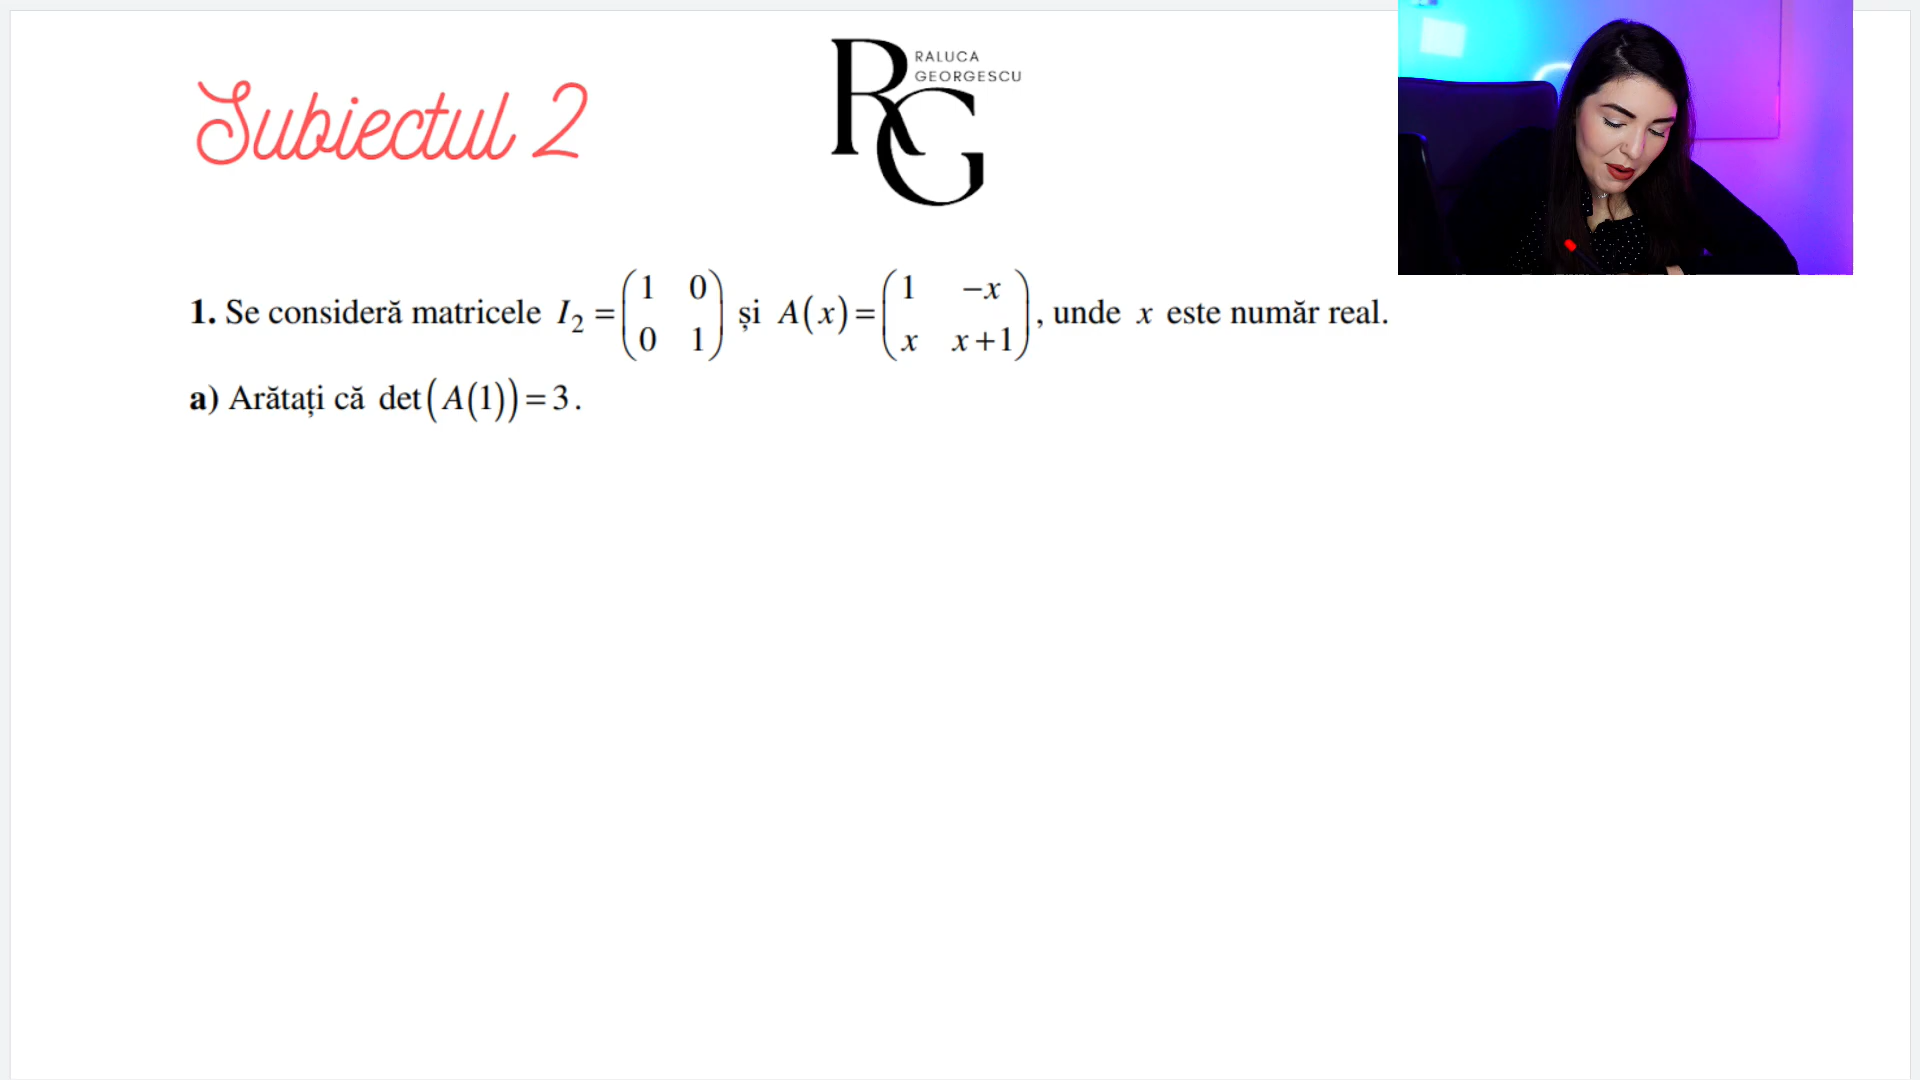 Subiectul 2
RG
RALUCA
GEORGESCU
1. Se consideră matricele I₂ = (1 0; 0 1) și A(x) = (1 −x; x x+1), unde x este număr real.
a) Arătați că det(A(1)) = 3.